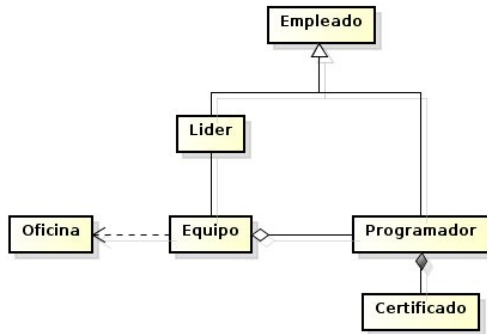 Empleado
Lider
Oficina
Equipo
Programador
Certificado